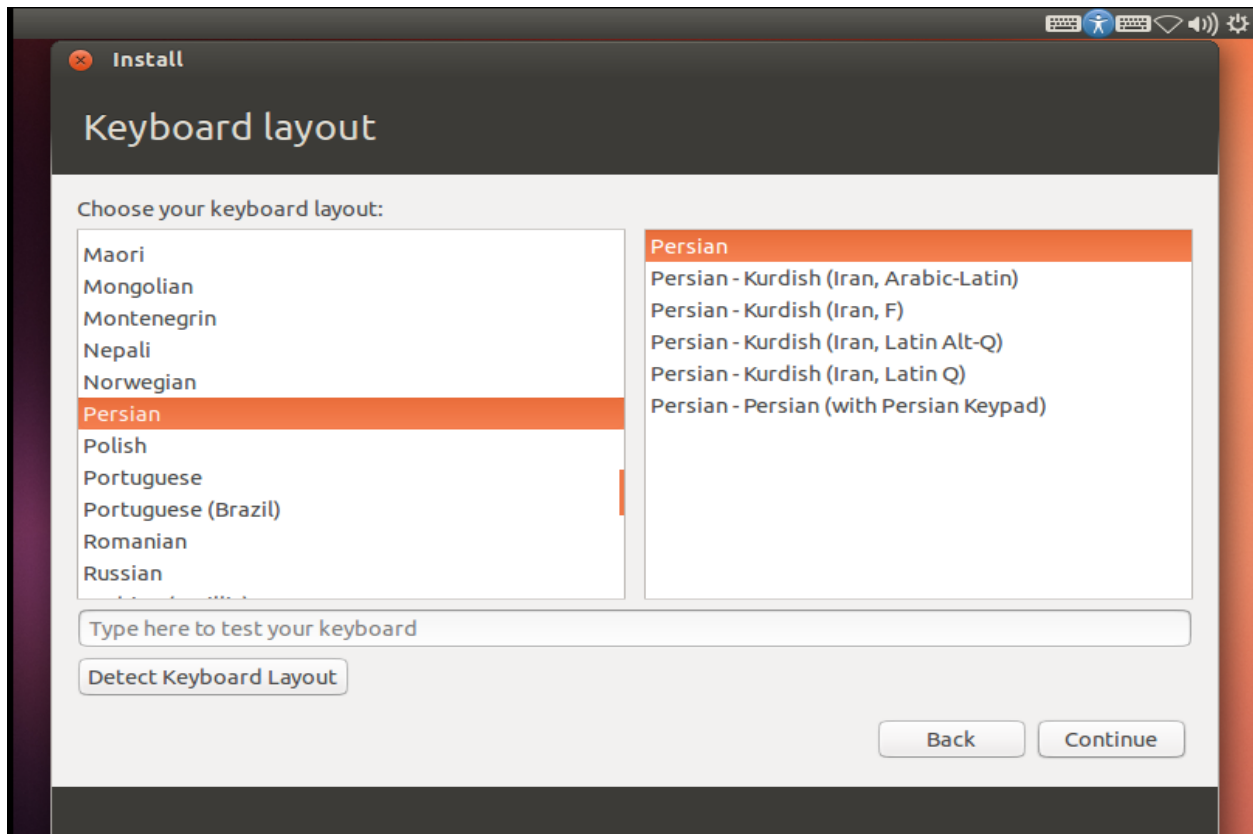 Install
Keyboard layout
Choose your keyboard layout:
Maori
Mongolian
Montenegrin
Nepali
Norwegian
Persian
Polish
Portuguese
Portuguese (Brazil)
Romanian
Russian
Persian
Persian - Kurdish (Iran, Arabic-Latin)
Persian - Kurdish (Iran, F)
Persian - Kurdish (Iran, Latin Alt-Q)
Persian - Kurdish (Iran, Latin Q)
Persian - Persian (with Persian Keypad)
Type here to test your keyboard
Detect Keyboard Layout
Back
Continue